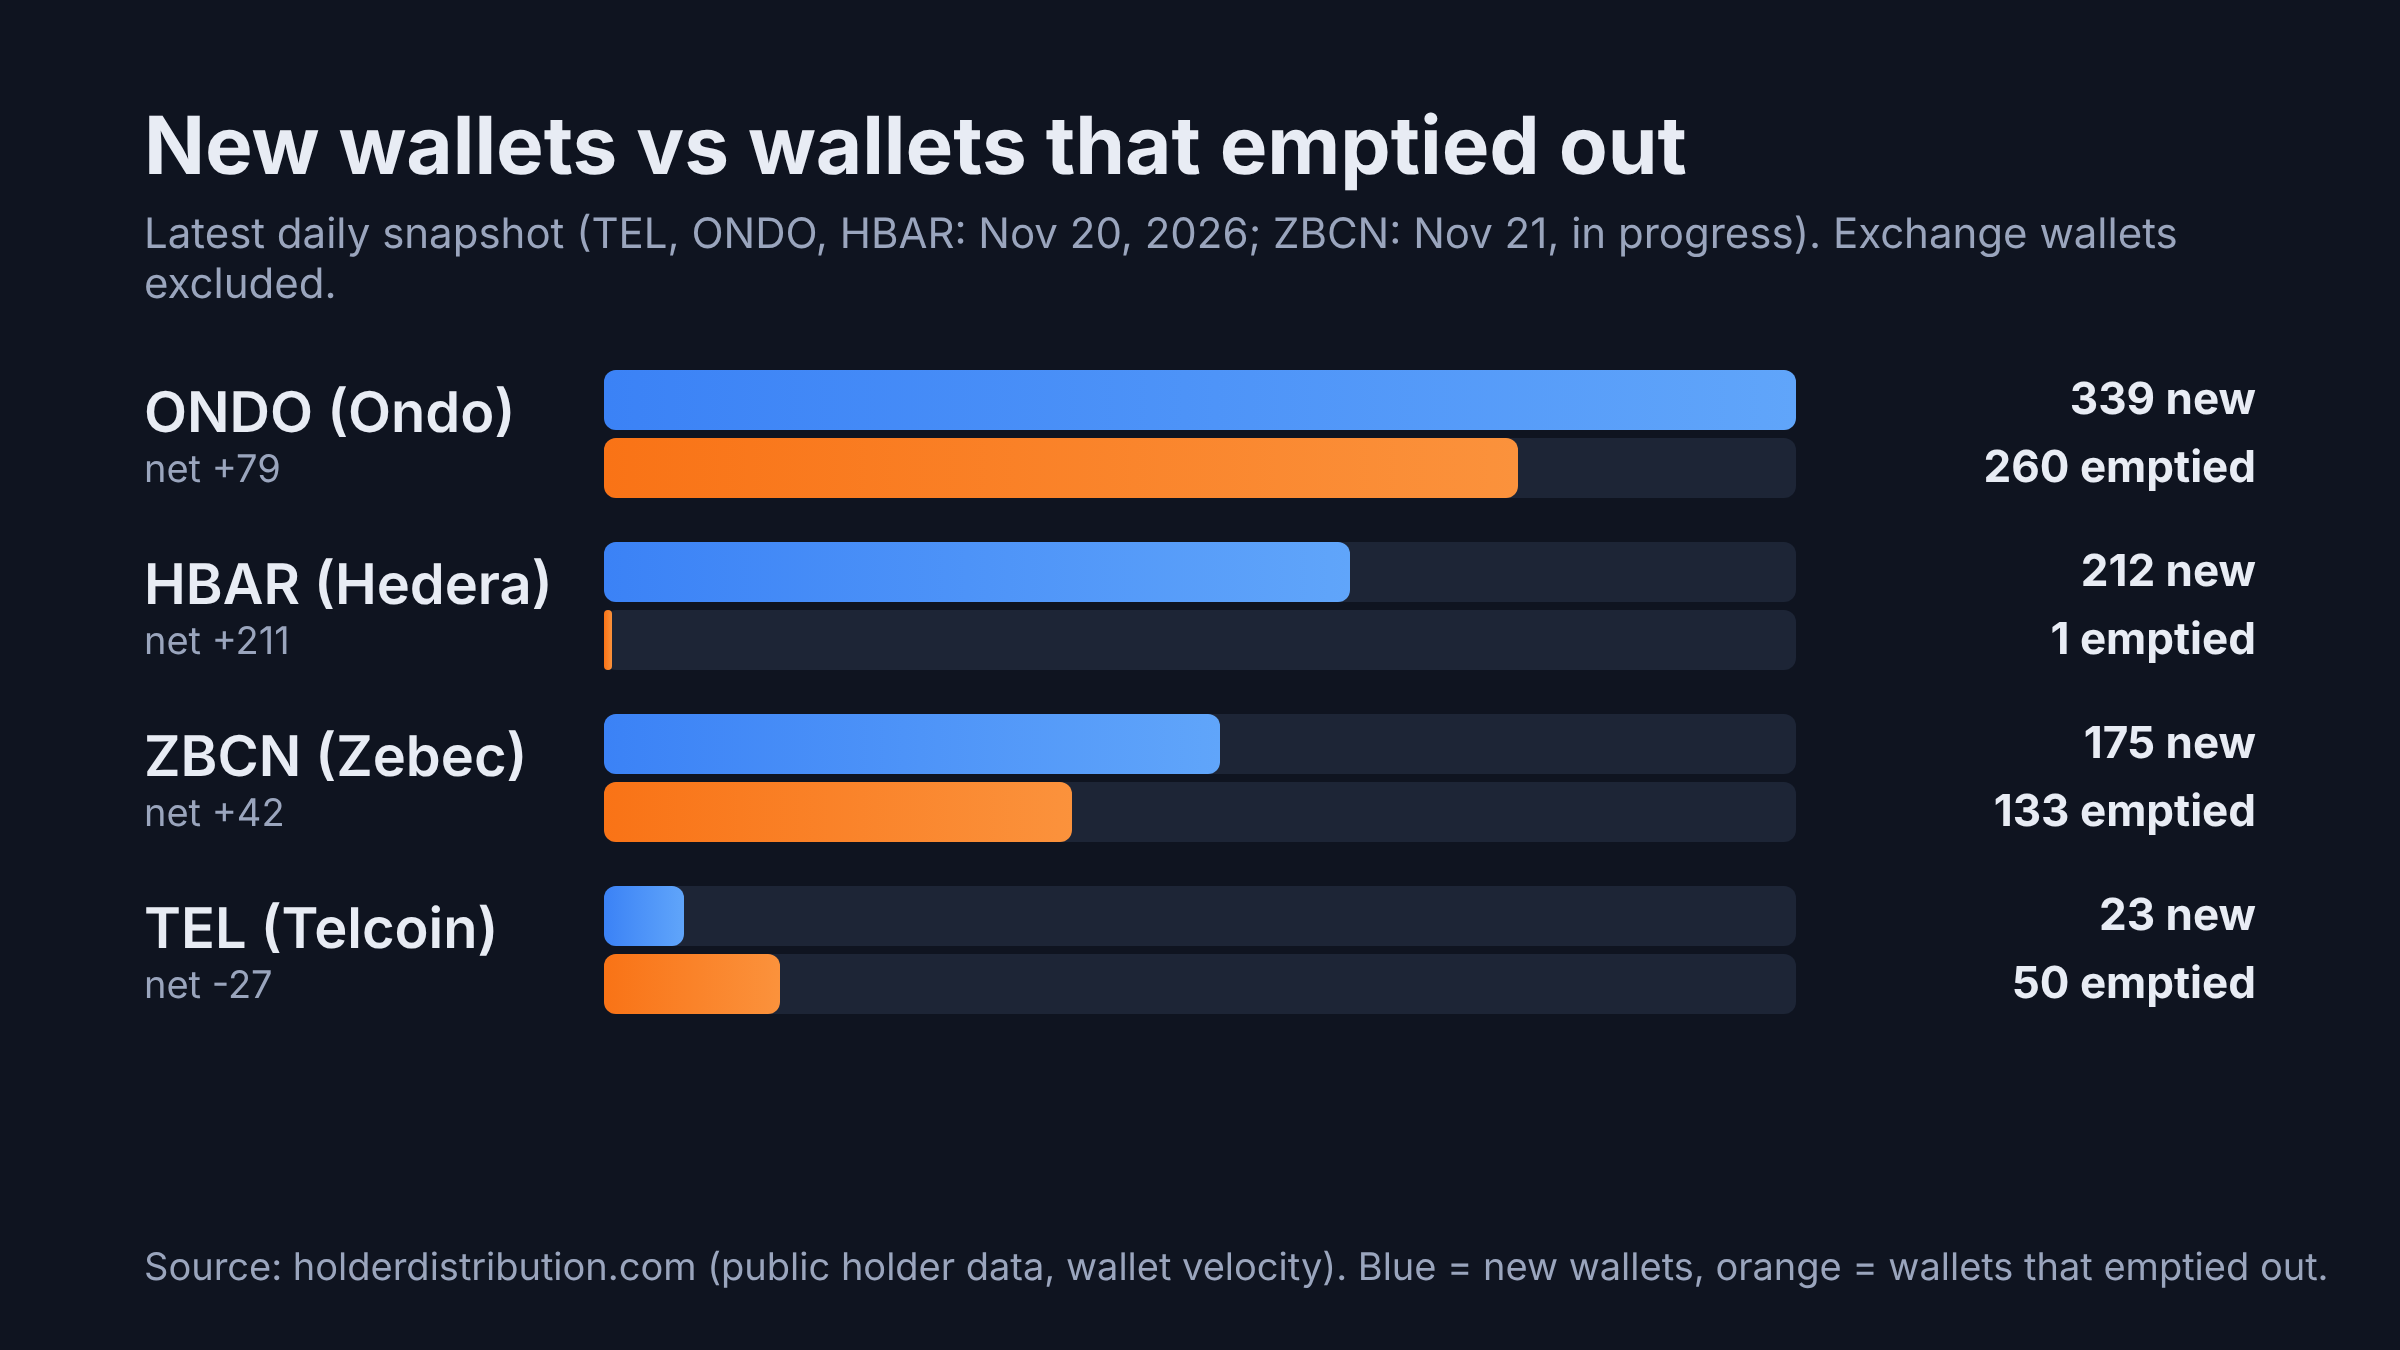 New wallets vs wallets that emptied out
Latest daily snapshot (TEL, ONDO, HBAR: Nov 20, 2026; ZBCN: Nov 21, in progress). Exchange wallets
excluded.
ONDO (Ondo)
net +79
339 new
260 emptied
HBAR (Hedera)
net +211
212 new
1 emptied
ZBCN (Zebec)
net +42
175 new
133 emptied
TEL (Telcoin)
net -27
23 new
50 emptied
Source: holderdistribution.com (public holder data, wallet velocity). Blue = new wallets, orange = wallets that emptied out.